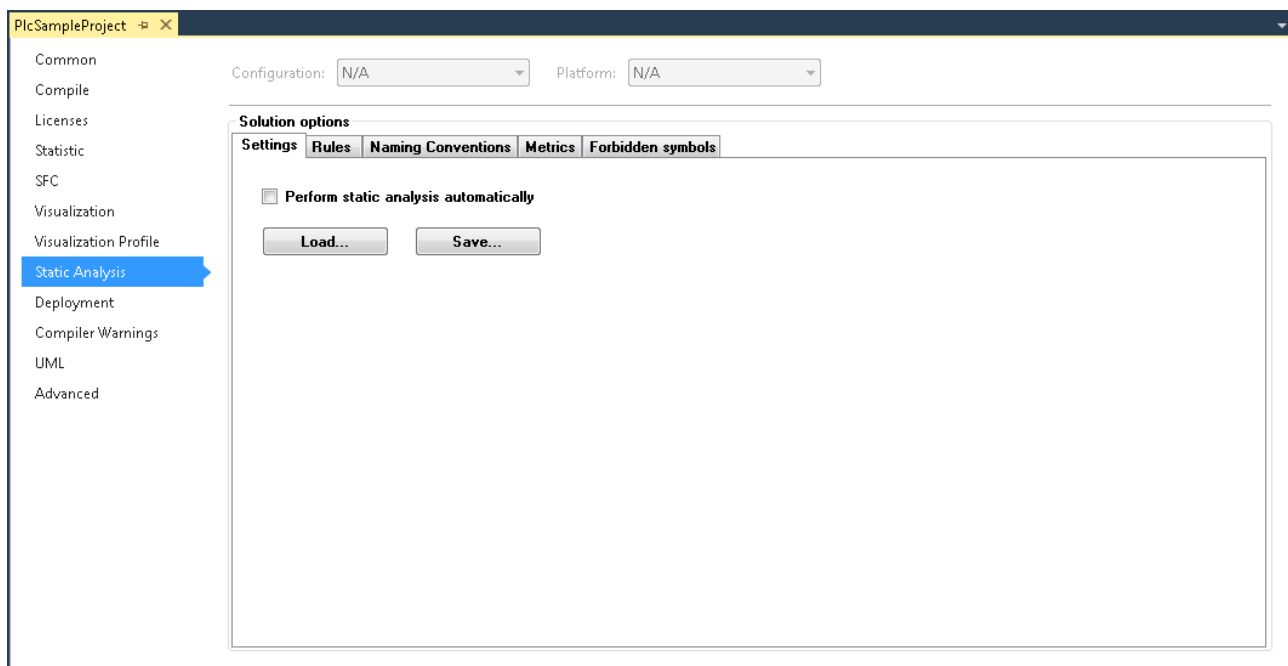 PlcSampleProject
Common
Compile
Licenses
Statistic
SFC
Visualization
Visualization Profile
Static Analysis
Deployment
Compiler Warnings
UML
Advanced
Configuration: N/A Platform: N/A
Solution options
Settings Rules Naming Conventions Metrics Forbidden symbols
Perform static analysis automatically
Load... Save...